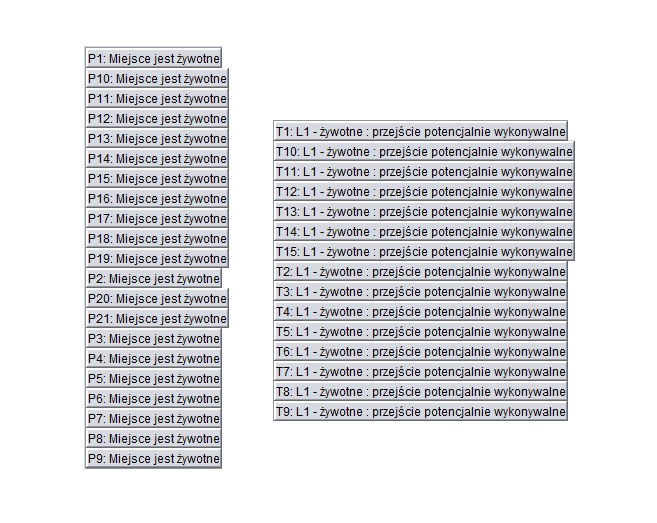 P1: Miejsce jest żywotne
P10: Miejsce jest żywotne
P11: Miejsce jest żywotne
P12: Miejsce jest żywotne
P13: Miejsce jest żywotne
P14: Miejsce jest żywotne
P15: Miejsce jest żywotne
P16: Miejsce jest żywotne
P17: Miejsce jest żywotne
P18: Miejsce jest żywotne
P19: Miejsce jest żywotne
P2: Miejsce jest żywotne
P20: Miejsce jest żywotne
P21: Miejsce jest żywotne
P3: Miejsce jest żywotne
P4: Miejsce jest żywotne
P5: Miejsce jest żywotne
P6: Miejsce jest żywotne
P7: Miejsce jest żywotne
P8: Miejsce jest żywotne
P9: Miejsce jest żywotne
T1: L1 - żywotne : przejście potencjalnie wykonywalne
T10: L1 - żywotne : przejście potencjalnie wykonywalne
T11: L1 - żywotne : przejście potencjalnie wykonywalne
T12: L1 - żywotne : przejście potencjalnie wykonywalne
T13: L1 - żywotne : przejście potencjalnie wykonywalne
T14: L1 - żywotne : przejście potencjalnie wykonywalne
T15: L1 - żywotne : przejście potencjalnie wykonywalne
T2: L1 - żywotne : przejście potencjalnie wykonywalne
T3: L1 - żywotne : przejście potencjalnie wykonywalne
T4: L1 - żywotne : przejście potencjalnie wykonywalne
T5: L1 - żywotne : przejście potencjalnie wykonywalne
T6: L1 - żywotne : przejście potencjalnie wykonywalne
T7: L1 - żywotne : przejście potencjalnie wykonywalne
T8: L1 - żywotne : przejście potencjalnie wykonywalne
T9: L1 - żywotne : przejście potencjalnie wykonywalne